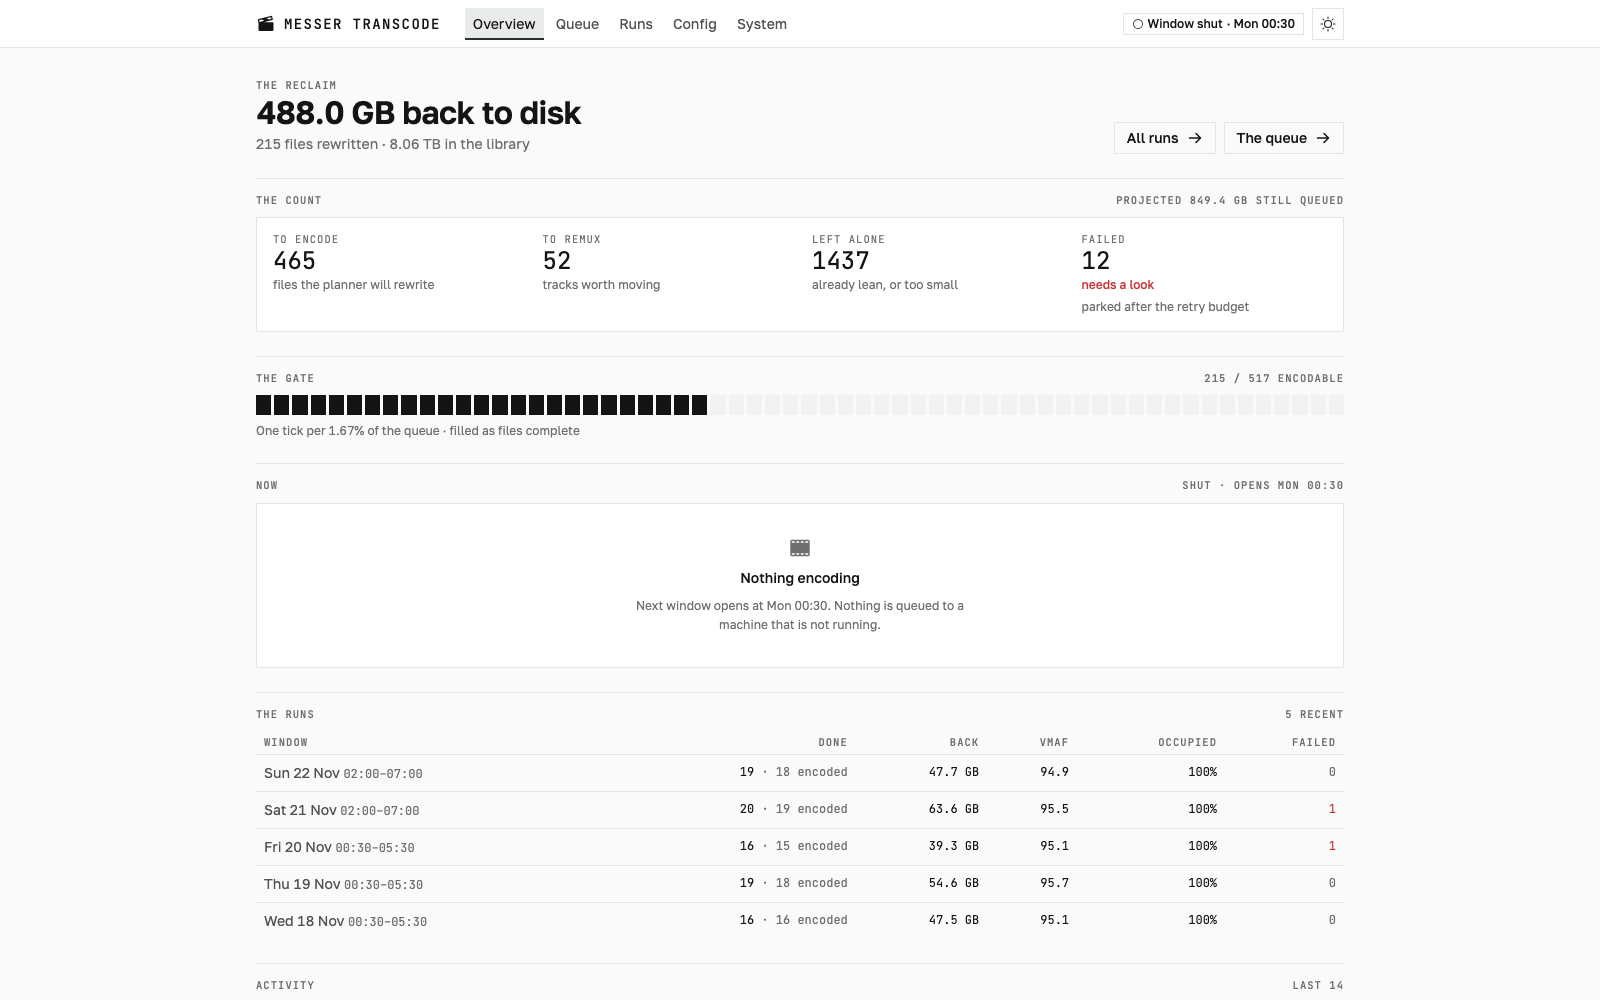 MESSER TRANSCODE Overview Queue Runs Config System Window shut · Mon 00:30
THE RECLAIM
488.0 GB back to disk
215 files rewritten · 8.06 TB in the library
All runs → The queue →
THE COUNT PROJECTED 849.4 GB STILL QUEUED
TO ENCODE TO REMUX LEFT ALONE FAILED
465 52 1437 12
files the planner will rewrite tracks worth moving already lean, or too small needs a look
parked after the retry budget
THE GATE 215 / 517 ENCODABLE
One tick per 1.67% of the queue · filled as files complete
NOW SHUT · OPENS MON 00:30
Nothing encoding
Next window opens at Mon 00:30. Nothing is queued to a
machine that is not running.
THE RUNS 5 RECENT
WINDOW DONE BACK VMAF OCCUPIED FAILED
Sun 22 Nov 02:00–07:00 19 · 18 encoded 47.7 GB 94.9 100% 0
Sat 21 Nov 02:00–07:00 20 · 19 encoded 63.6 GB 95.5 100% 1
Fri 20 Nov 00:30–05:30 16 · 15 encoded 39.3 GB 95.1 100% 1
Thu 19 Nov 00:30–05:30 19 · 18 encoded 54.6 GB 95.7 100% 0
Wed 18 Nov 00:30–05:30 16 · 16 encoded 47.5 GB 95.1 100% 0
ACTIVITY LAST 14